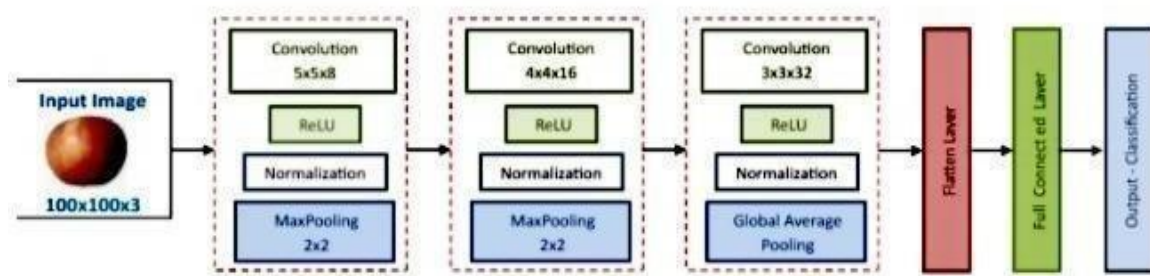 Input Image
100x100x3
Convolution
5x5x8
ReLU
Normalization
MaxPooling
2x2
Convolution
4x4x16
ReLU
Normalization
MaxPooling
2x2
Convolution
3x3x32
ReLU
Normalization
Global Average
Pooling
Flatten Layer
Full Connect ed Layer
Output - Classification